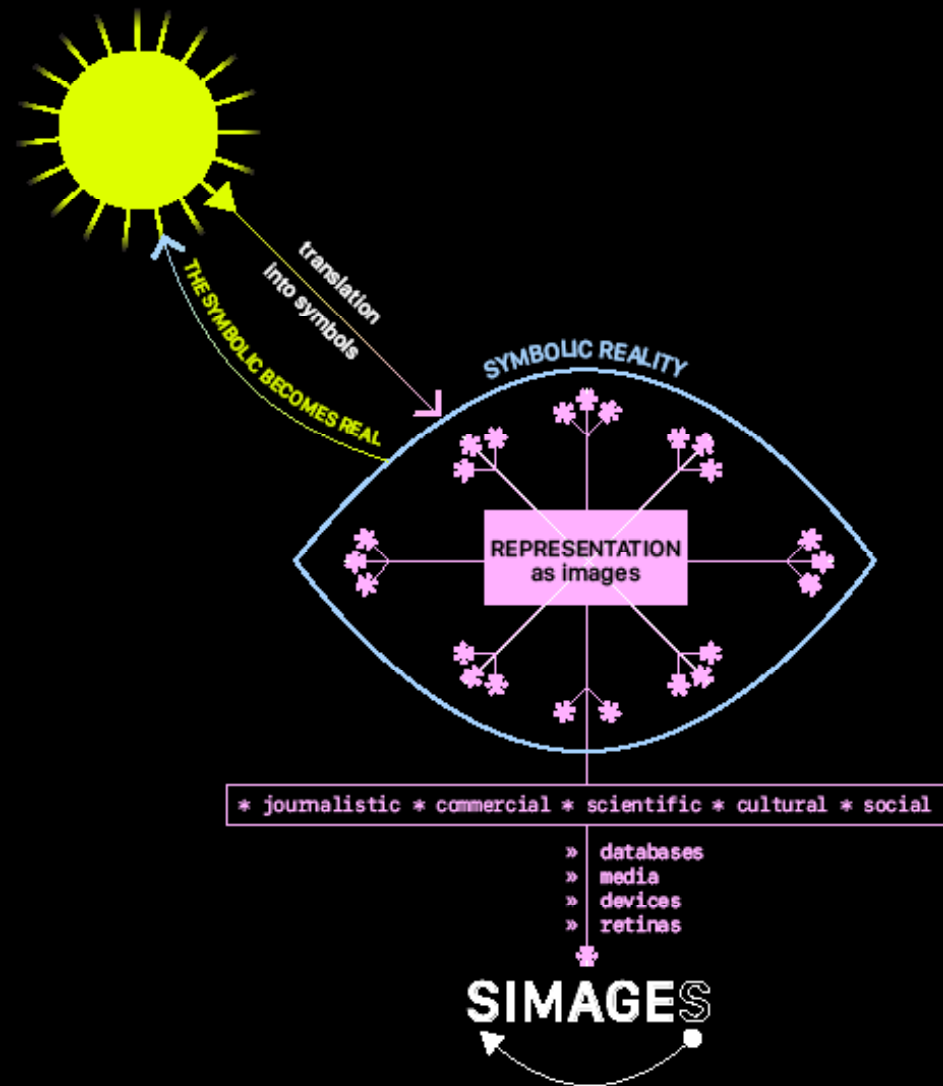 translation
into symbols
THE SYMBOLIC BECOMES REAL
SYMBOLIC REALITY
REPRESENTATION
as images
* journalistic * commercial * scientific * cultural * social
» databases
» media
» devices
» retinas
SIMAGES